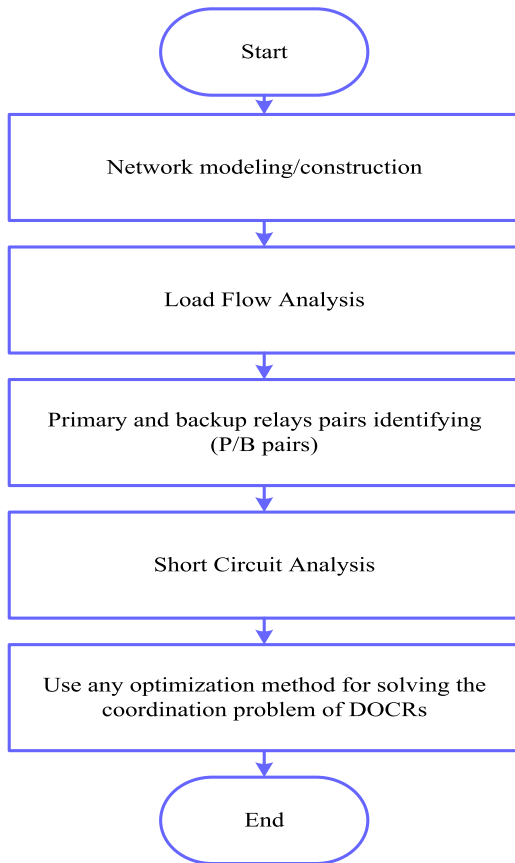 Start
Network modeling/construction
Load Flow Analysis
Primary and backup relays pairs identifying
(P/B pairs)
Short Circuit Analysis
Use any optimization method for solving the
coordination problem of DOCRs
End